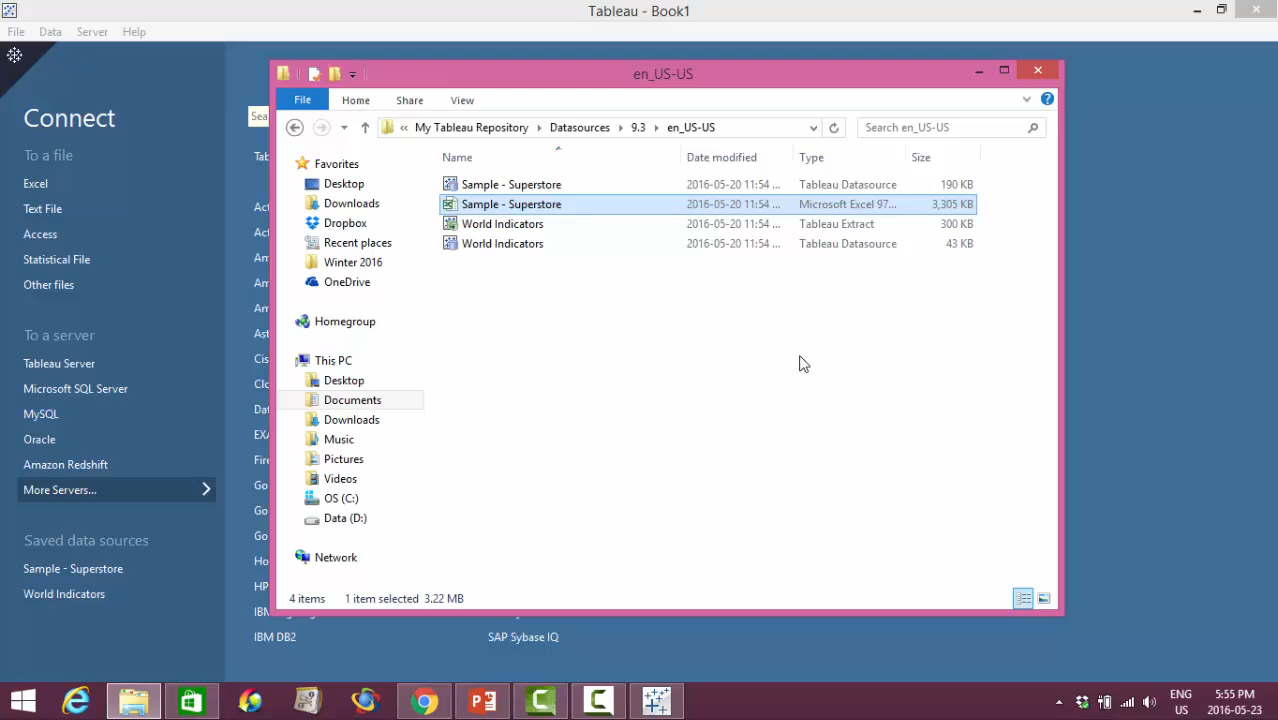 Tableau - Book1
File Data Server Help
en_US-US
File Home Share View
My Tableau Repository Datasources 9.3 en_US-US Search en_US-US
Connect
To a file
Excel
Text File
Access
Statistical File
Other files
To a server
Tableau Server
Microsoft SQL Server
MySQL
Oracle
Amazon Redshift
More Servers...
Saved data sources
Sample - Superstore
World Indicators
Favorites
Desktop
Downloads
Dropbox
Recent places
Winter 2016
OneDrive
Homegroup
This PC
Desktop
Documents
Downloads
Music
Pictures
Videos
OS (C:)
Data (D:)
Network
Name Date modified Type Size
Sample - Superstore 2016-05-20 11:54 ... Tableau Datasource 190 KB
Sample - Superstore 2016-05-20 11:54 ... Microsoft Excel 97... 3,305 KB
World Indicators 2016-05-20 11:54 ... Tableau Extract 300 KB
World Indicators 2016-05-20 11:54 ... Tableau Datasource 43 KB
4 items 1 item selected 3.22 MB
IBM DB2 SAP Sybase IQ
ENG 5:55 PM
US 2016-05-23